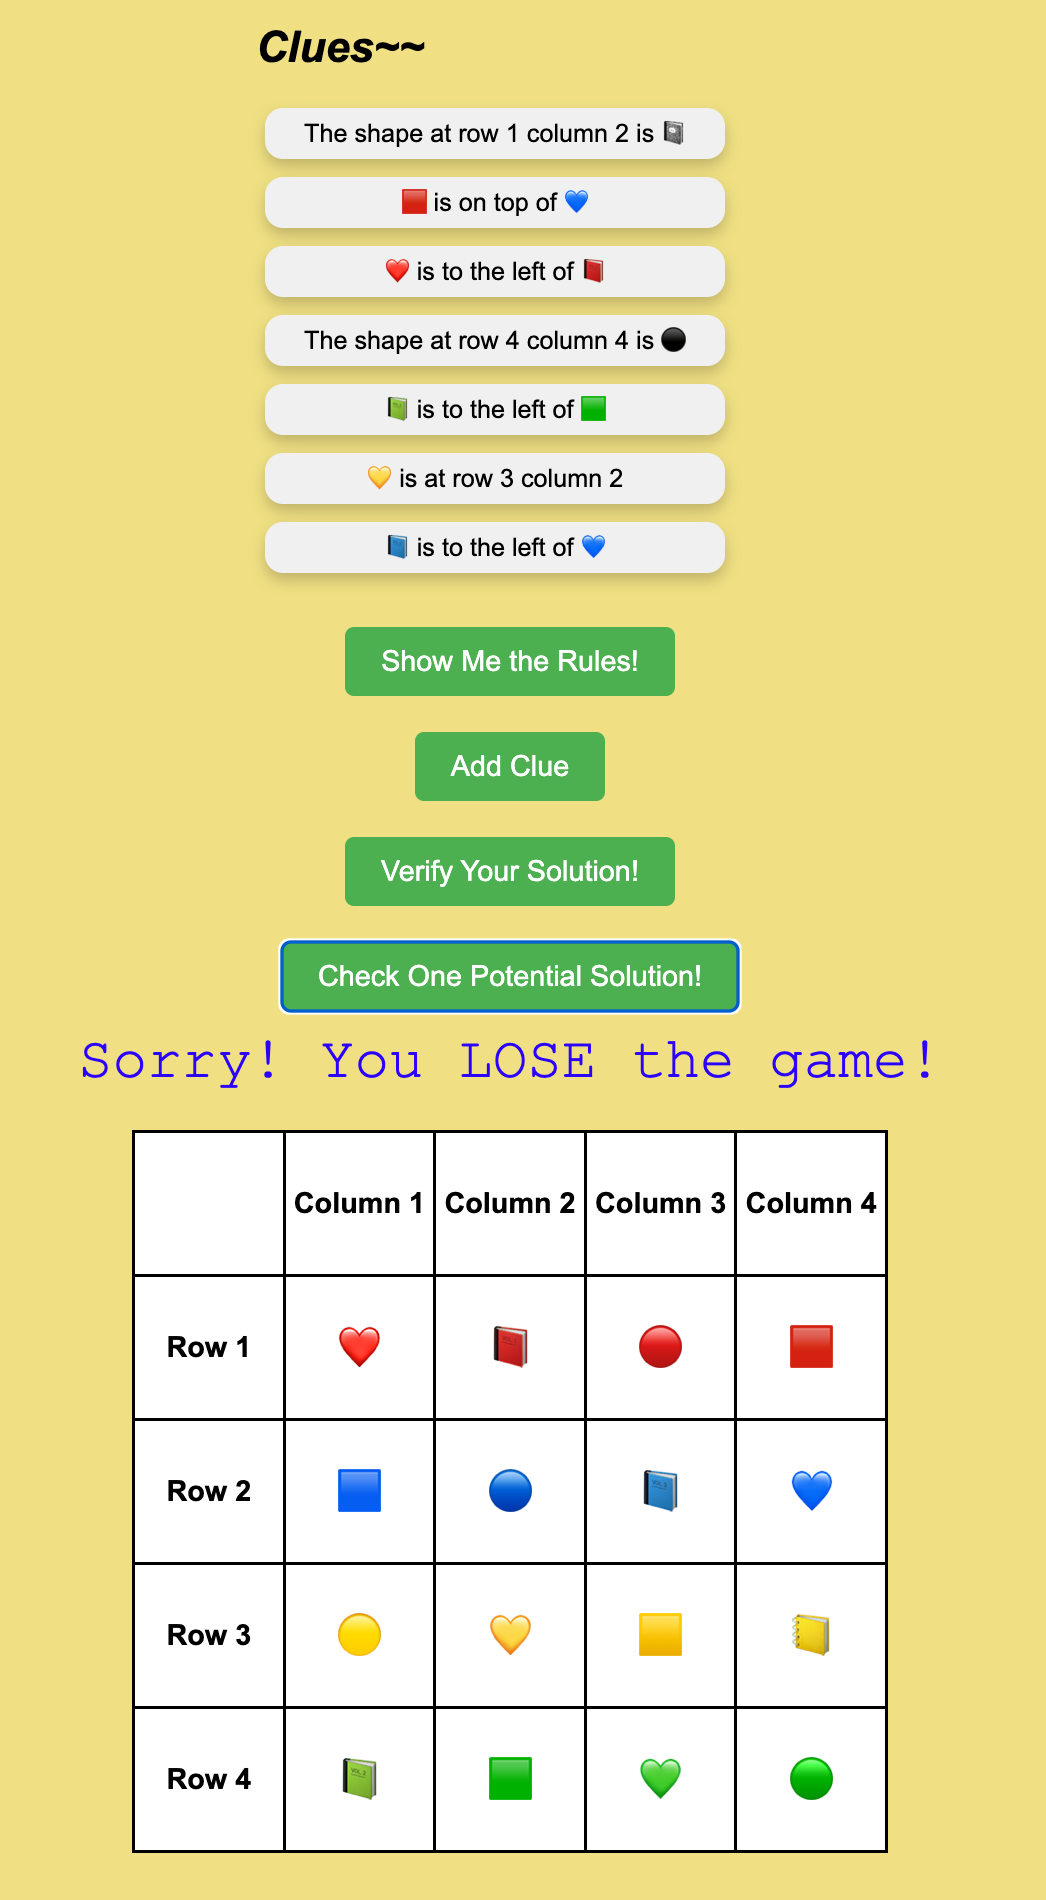 Clues~~
The shape at row 1 column 2 is
is on top of
is to the left of
The shape at row 4 column 4 is
is to the left of
is at row 3 column 2
is to the left of
Show Me the Rules!
Add Clue
Verify Your Solution!
Check One Potential Solution!
Sorry! You LOSE the game!
Column 1 Column 2 Column 3 Column 4
Row 1
Row 2
Row 3
Row 4